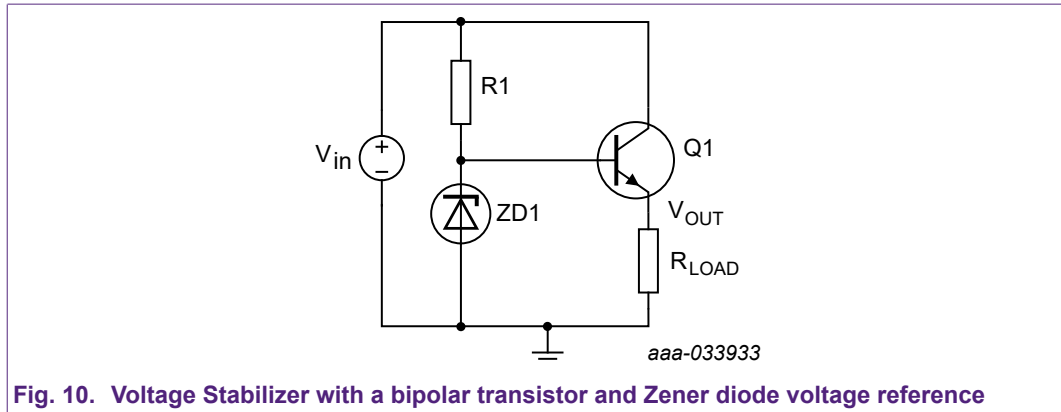 R1
Vin
+
−
Q1
ZD1
VOUT
RLOAD
aaa-033933
Fig. 10. Voltage Stabilizer with a bipolar transistor and Zener diode voltage reference